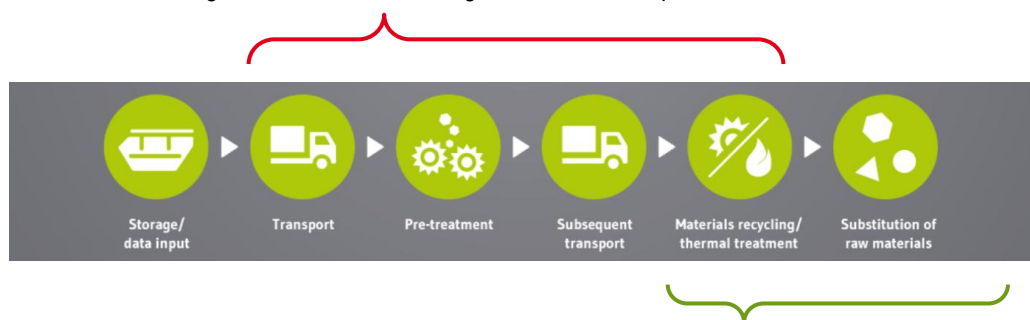 Storage/
data input
Transport
Pre-treatment
Subsequent
transport
Materials recycling/
thermal treatment
Substitution of
raw materials